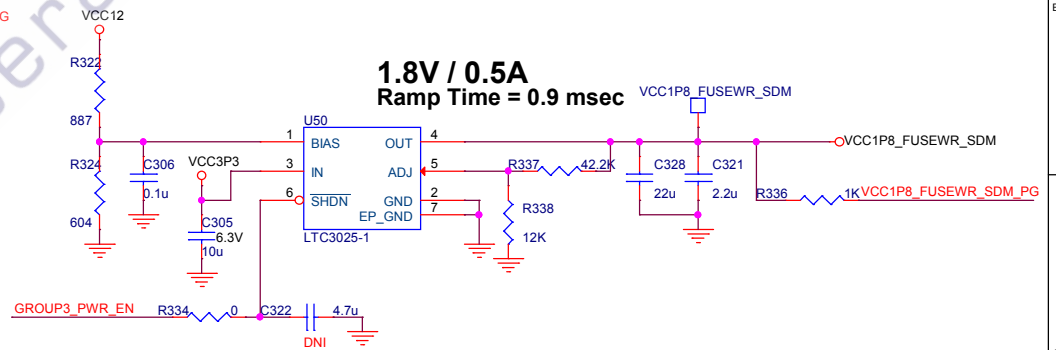 G
VCC12
R322
887
1.8V / 0.5A
Ramp Time = 0.9 msec
VCC1P8_FUSEWR_SDM
U50
1 BIAS OUT 4
VCC1P8_FUSEWR_SDM
R324
604
C306
0.1u
VCC3P3
3 IN ADJ 5
R337 42.2K
C328
22u
C321
2.2u
6 SHDN GND 2
EP_GND 7
LTC3025-1
R338
12K
R336 1K VCC1P8_FUSEWR_SDM_PG
C305
6.3V
10u
GROUP3_PWR_EN R334 0 C322 4.7u
DNI